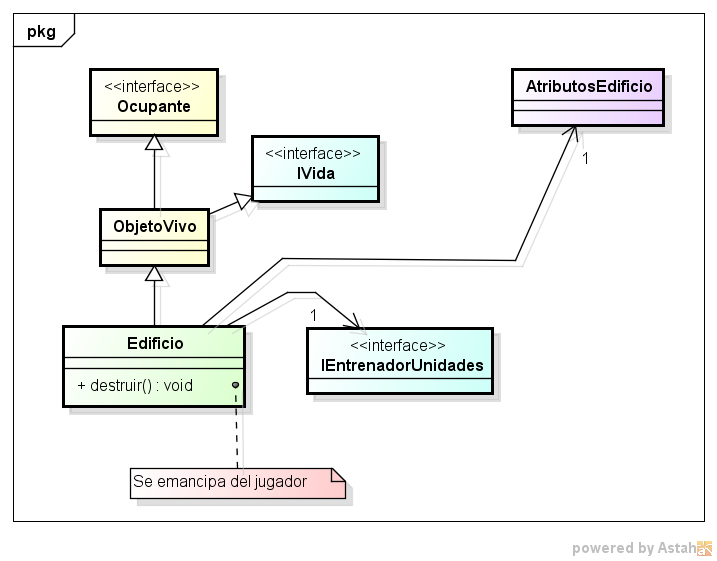 pkg
<<interface>>
Ocupante
AtributosEdificio
<<interface>>
IVida
1
ObjetoVivo
1
Edificio
<<interface>>
IEntrenadorUnidades
+ destruir() : void
Se emancipa del jugador
powered by Astah